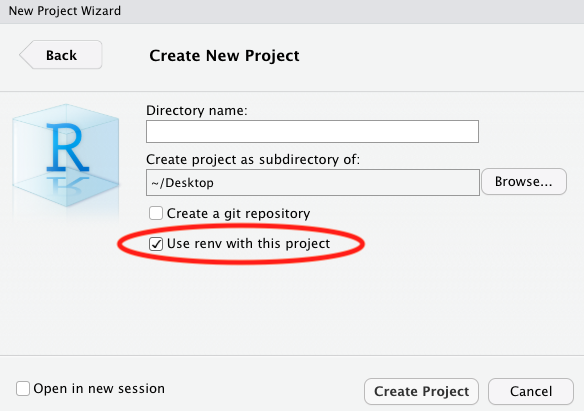 New Project Wizard
Back
Create New Project
R
Directory name:
Create project as subdirectory of:
~/Desktop
Browse...
Create a git repository
Use renv with this project
Open in new session
Create Project
Cancel